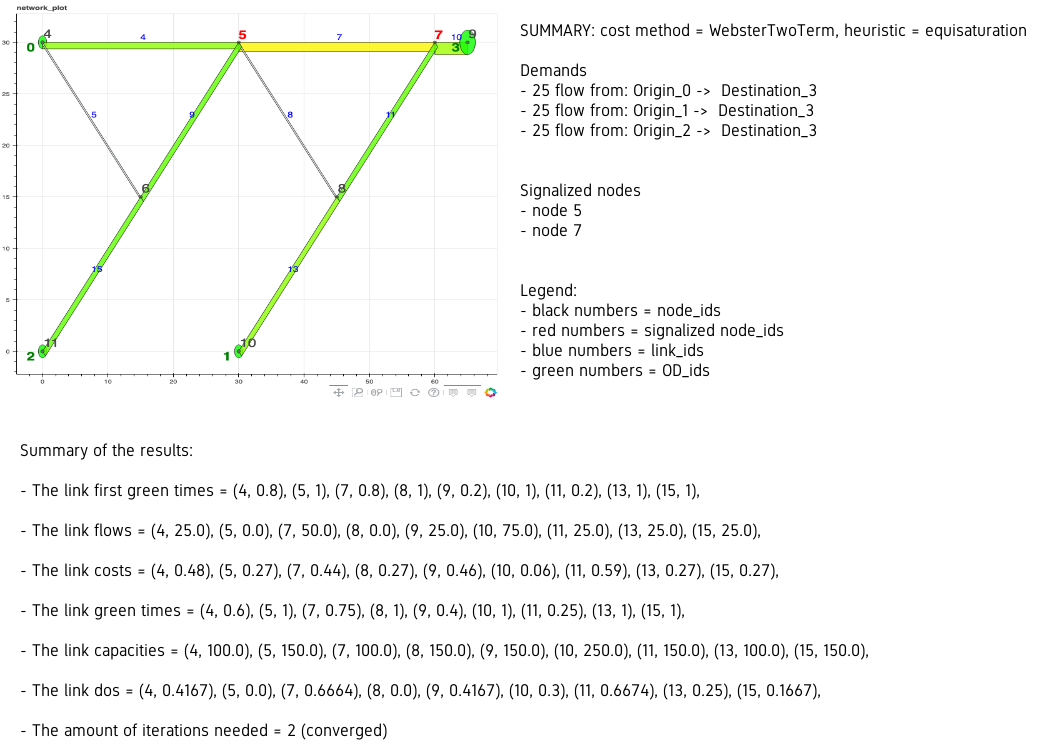 network_plot
4
4
5
7
7
10
9
0
3
30
25
5
9
8
11
20
6
8
15
10
15
13
5
11
10
0
2
1
0
10
20
30
40
50
60
SUMMARY: cost method = WebsterTwoTerm, heuristic = equisaturation
Demands
- 25 flow from: Origin_0 -> Destination_3
- 25 flow from: Origin_1 -> Destination_3
- 25 flow from: Origin_2 -> Destination_3
Signalized nodes
- node 5
- node 7
Legend:
- black numbers = node_ids
- red numbers = signalized node_ids
- blue numbers = link_ids
- green numbers = OD_ids
Summary of the results:
- The link first green times = (4, 0.8), (5, 1), (7, 0.8), (8, 1), (9, 0.2), (10, 1), (11, 0.2), (13, 1), (15, 1),
- The link flows = (4, 25.0), (5, 0.0), (7, 50.0), (8, 0.0), (9, 25.0), (10, 75.0), (11, 25.0), (13, 25.0), (15, 25.0),
- The link costs = (4, 0.48), (5, 0.27), (7, 0.44), (8, 0.27), (9, 0.46), (10, 0.06), (11, 0.59), (13, 0.27), (15, 0.27),
- The link green times = (4, 0.6), (5, 1), (7, 0.75), (8, 1), (9, 0.4), (10, 1), (11, 0.25), (13, 1), (15, 1),
- The link capacities = (4, 100.0), (5, 150.0), (7, 100.0), (8, 150.0), (9, 150.0), (10, 250.0), (11, 150.0), (13, 100.0), (15, 150.0),
- The link dos = (4, 0.4167), (5, 0.0), (7, 0.6664), (8, 0.0), (9, 0.4167), (10, 0.3), (11, 0.6674), (13, 0.25), (15, 0.1667),
- The amount of iterations needed = 2 (converged)